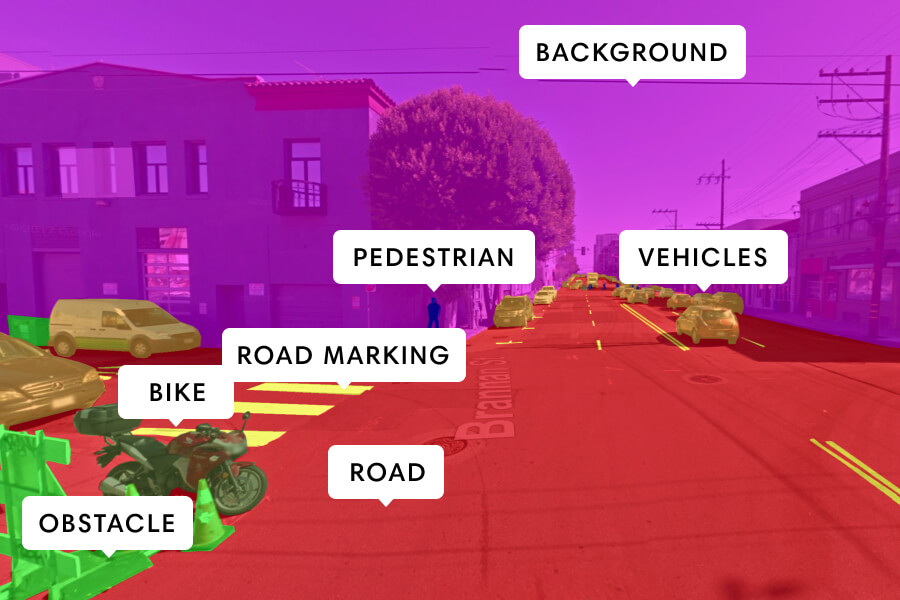 BACKGROUND
PEDESTRIAN
VEHICLES
ROAD MARKING
BIKE
Brannan St
ROAD
OBSTACLE